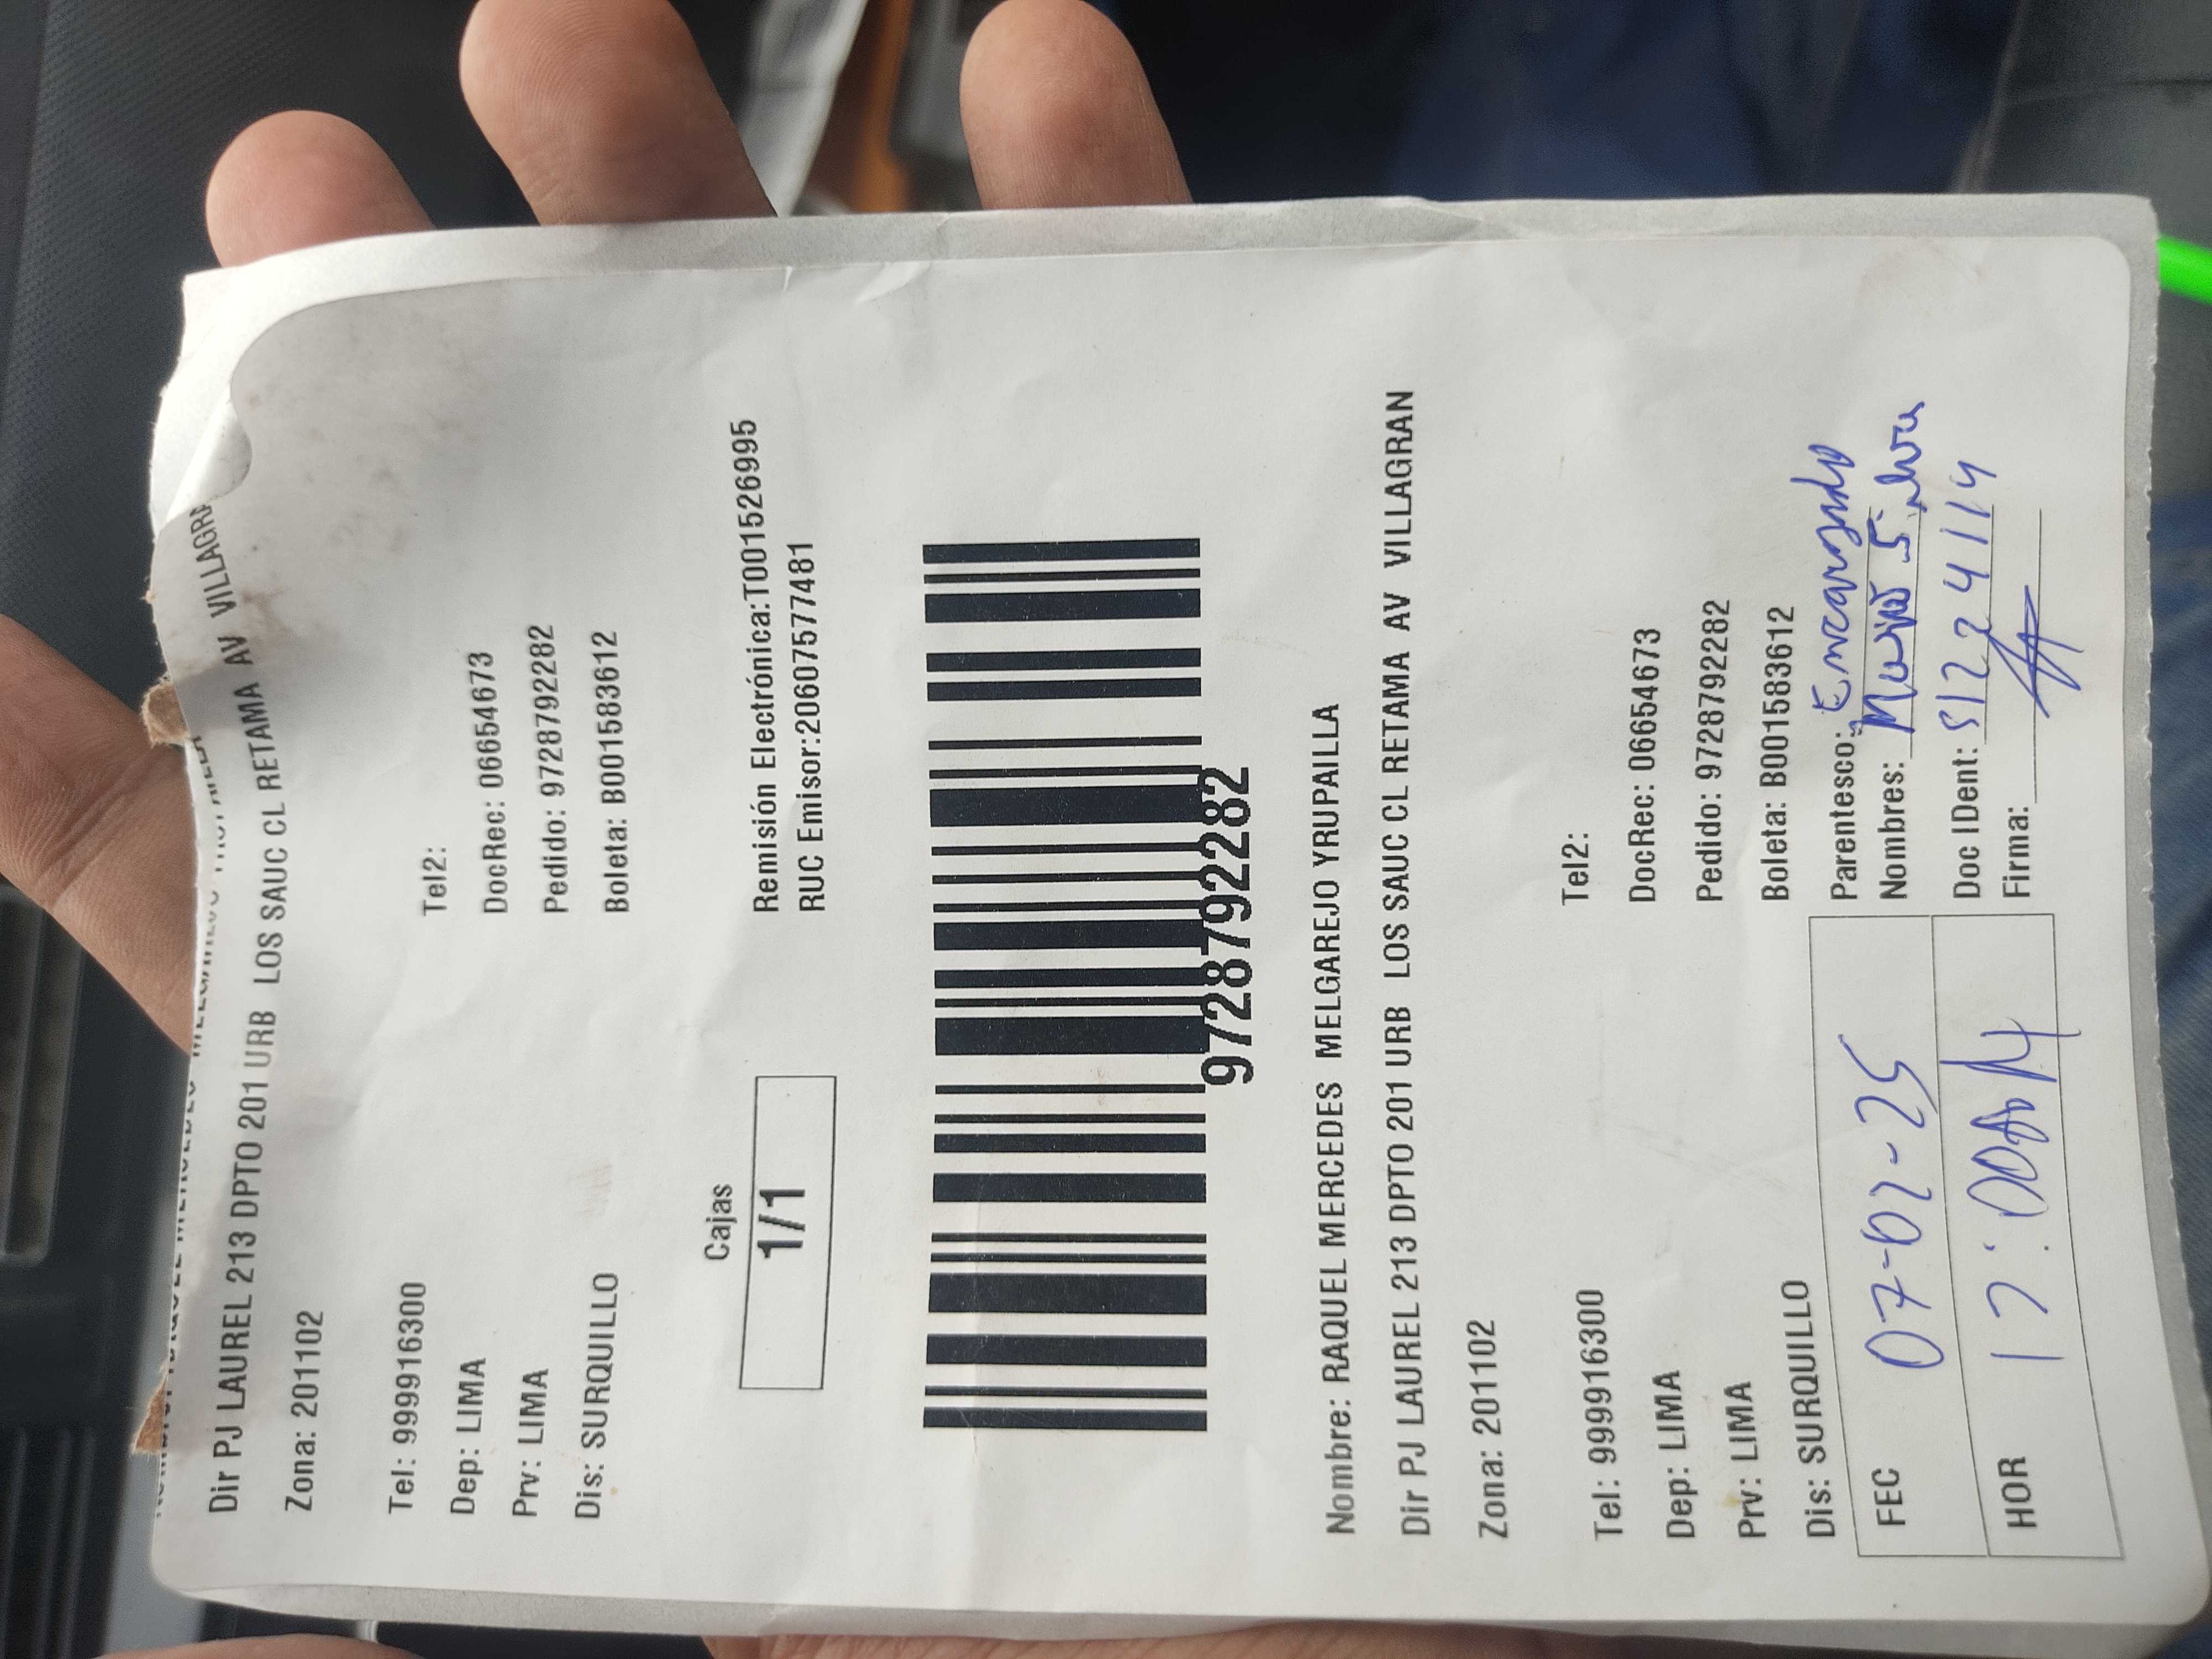 Dir PJ LAUREL 213 DPTO 201 URB LOS SAUC CL RETAMA AV VILLAGRA
Zona: 201102
Tel: 999916300 Tel2:
Dep: LIMA DocRec: 06654673
Prv: LIMA Pedido: 9728792282
Dis: SURQUILLO Boleta: B001583612
Cajas
1/1
Remisión Electrónica:T001526995
RUC Emisor:20607577481
9728792282
Nombre: RAQUEL MERCEDES MELGAREJO YRUPAILLA
Dir PJ LAUREL 213 DPTO 201 URB LOS SAUC CL RETAMA AV VILLAGRAN
Zona: 201102
Tel: 999916300 Tel2:
Dep: LIMA DocRec: 06654673
Prv: LIMA Pedido: 9728792282
Dis: SURQUILLO Boleta: B001583612
FEC 07-02-25 Parentesco: Encargado
Nombres: Silva
HOR Doc IDent:
Firma: